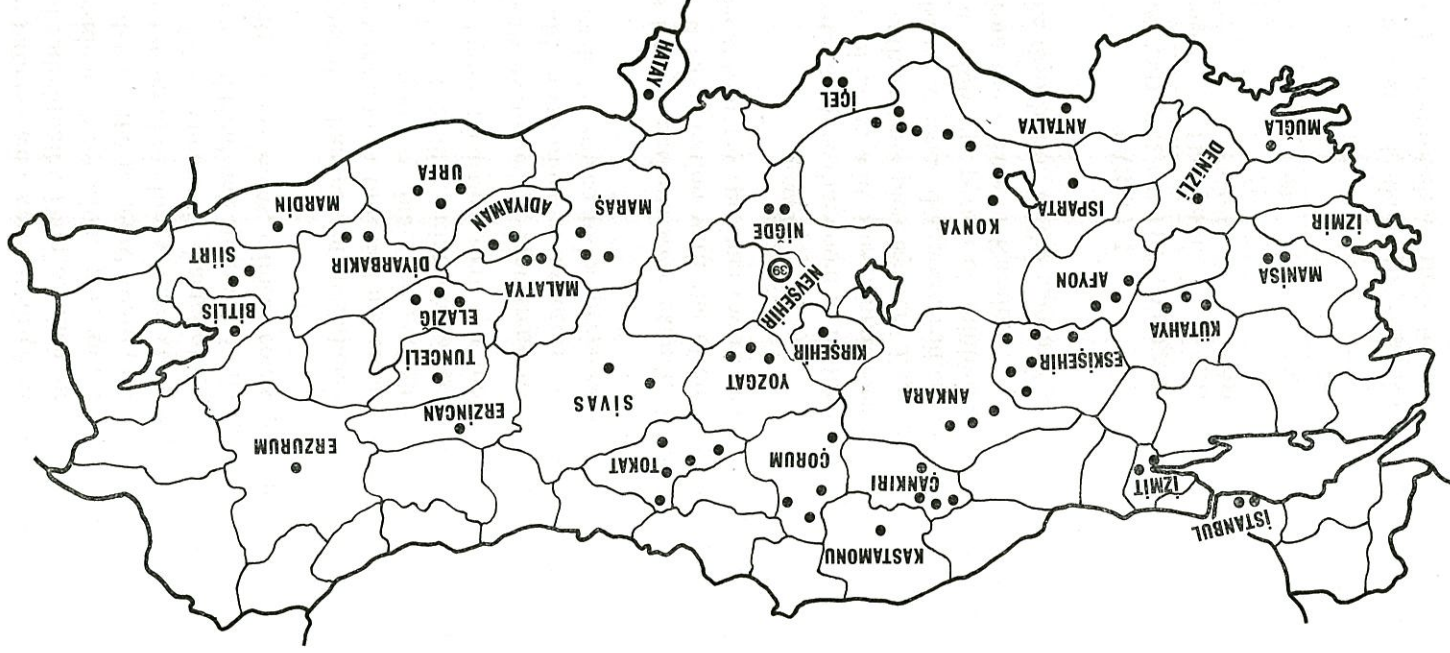 İSTANBUL
İZMİT
KASTAMONU
ÇANKIRI
ÇORUM
TOKAT
ERZURUM
ERZİNCAN
SİVAS
YOZGAT
ANKARA
ESKİŞEHİR
KÜTAHYA
KIRŞEHİR
TUNCELİ
BİTLİS
ELAZIĞ
MALATYA
NEVŞEHİR
39
AFYON
MANİSA
İZMİR
SİİRT
DİYARBAKIR
MARDİN
ADIYAMAN
URFA
MARAŞ
NİĞDE
KONYA
ISPARTA
DENİZLİ
MUĞLA
ANTALYA
İÇEL
HATAY